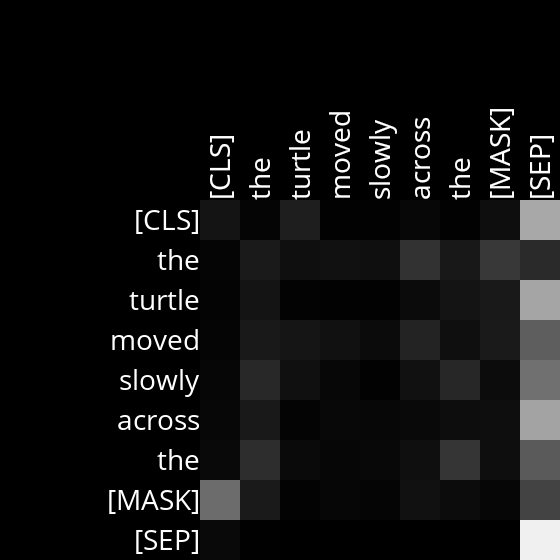 [CLS] the turtle moved slowly across the [MASK] [SEP]
[CLS]
the
turtle
moved
slowly
across
the
[MASK]
[SEP]